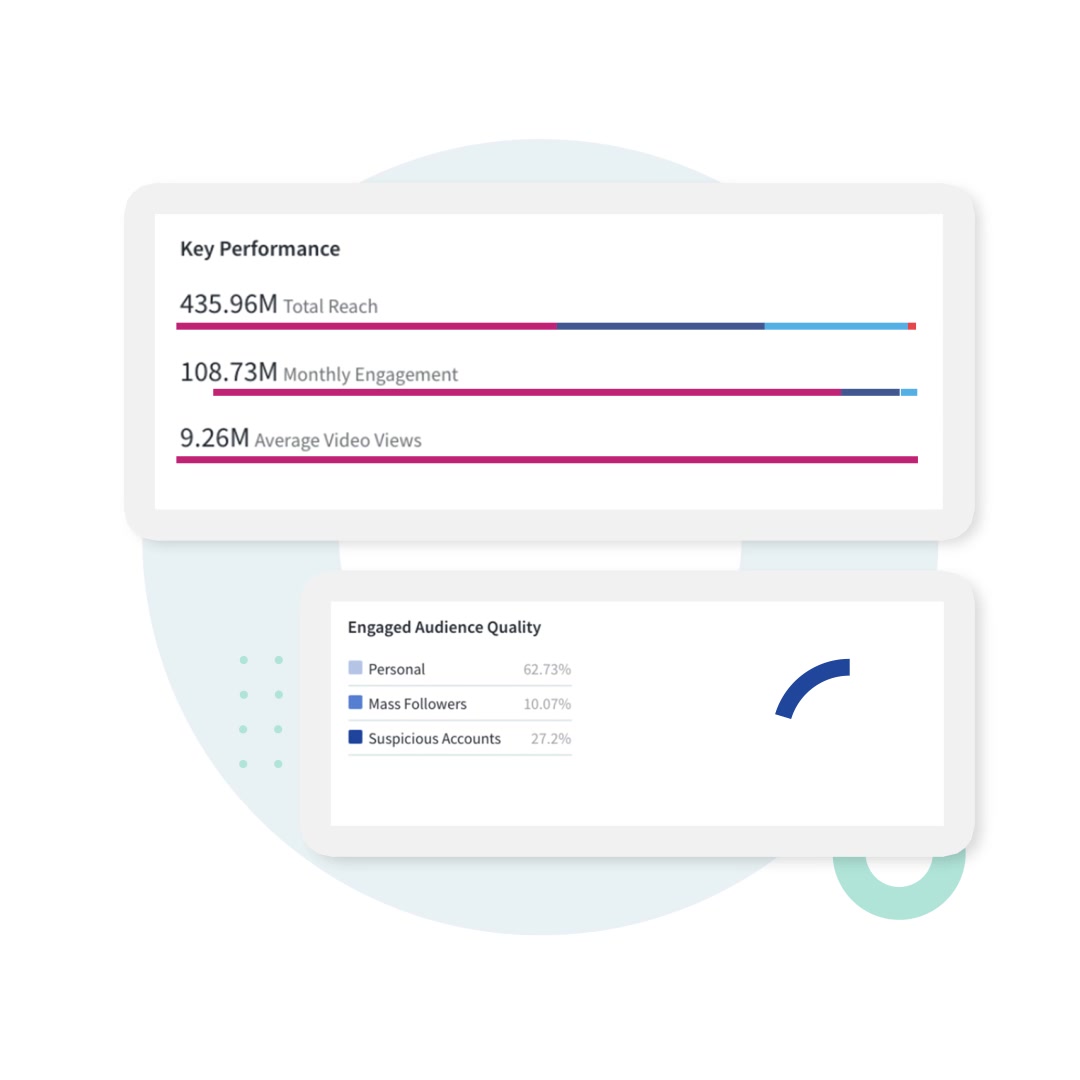 Key Performance
435.96M Total Reach
108.73M Monthly Engagement
9.26M Average Video Views
Engaged Audience Quality
Personal 62.73%
Mass Followers 10.07%
Suspicious Accounts 27.2%